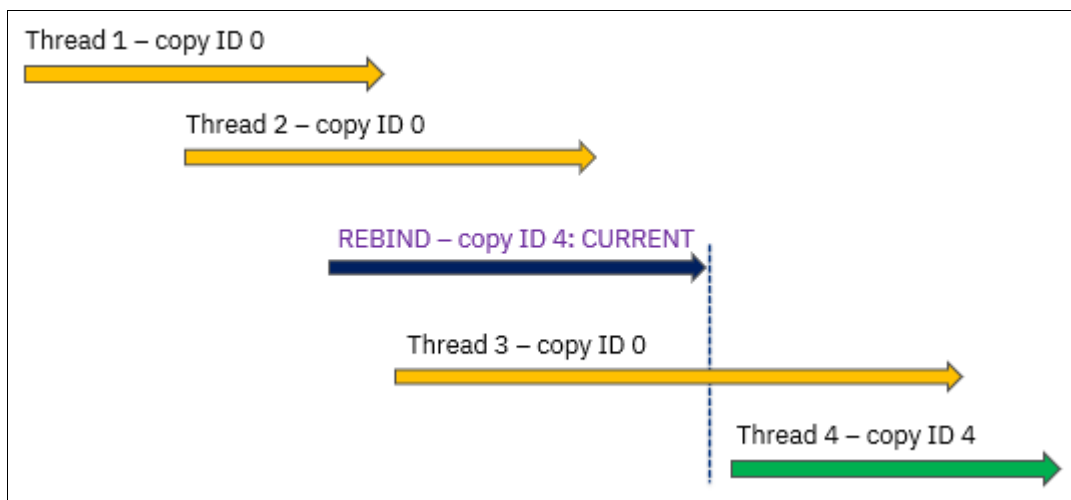 Thread 1 – copy ID 0
Thread 2 – copy ID 0
REBIND – copy ID 4: CURRENT
Thread 3 – copy ID 0
Thread 4 – copy ID 4